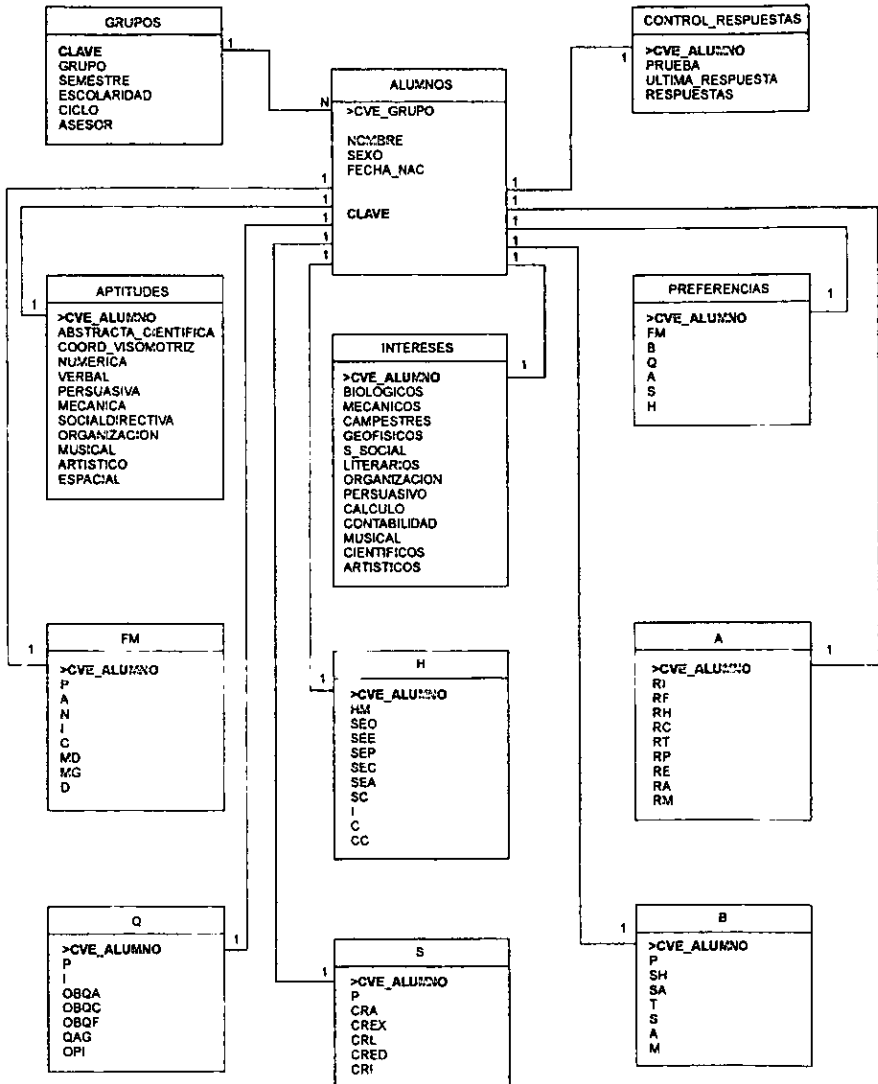 GRUPOS
CLAVE
GRUPO
SEMESTRE
ESCOLARIDAD
CICLO
ASESOR
1
N
ALUMNOS
>CVE_GRUPO
NOMBRE
SEXO
FECHA_NAC
CLAVE
1
1
1
1
1
1
1
1
1
1
CONTROL_RESPUESTAS
>CVE_ALUMNO
PRUEBA
ULTIMA_RESPUESTA
RESPUESTAS
1
APTITUDES
>CVE_ALUMNO
ABSTRACTA_CIENTIFICA
COORD_VISOMOTRIZ
NUMERICA
VERBAL
PERSUASIVA
MECANICA
SOCIALDIRECTIVA
ORGANIZACION
MUSICAL
ARTISTICO
ESPACIAL
1
INTERESES
>CVE_ALUMNO
BIOLÓGICOS
MECANICOS
CAMPESTRES
GEOFISICOS
S_SOCIAL
LITERARIOS
ORGANIZACION
PERSUASIVO
CALCULO
CONTABILIDAD
MUSICAL
CIENTIFICOS
ARTISTICOS
1
PREFERENCIAS
>CVE_ALUMNO
FM
B
Q
A
S
H
1
FM
>CVE_ALUMNO
P
A
N
I
C
MD
MG
D
1
H
>CVE_ALUMNO
HM
SEO
SEE
SEP
SEC
SEA
SC
I
C
CC
1
A
>CVE_ALUMNO
RI
RF
RH
RC
RT
RP
RE
RA
RM
1
Q
>CVE_ALUMNO
P
I
OBQA
OBQC
OBQF
QAG
OPI
1
S
>CVE_ALUMNO
P
CRA
CREX
CRL
CRED
CRI
1
B
>CVE_ALUMNO
P
SH
SA
T
S
A
M
1